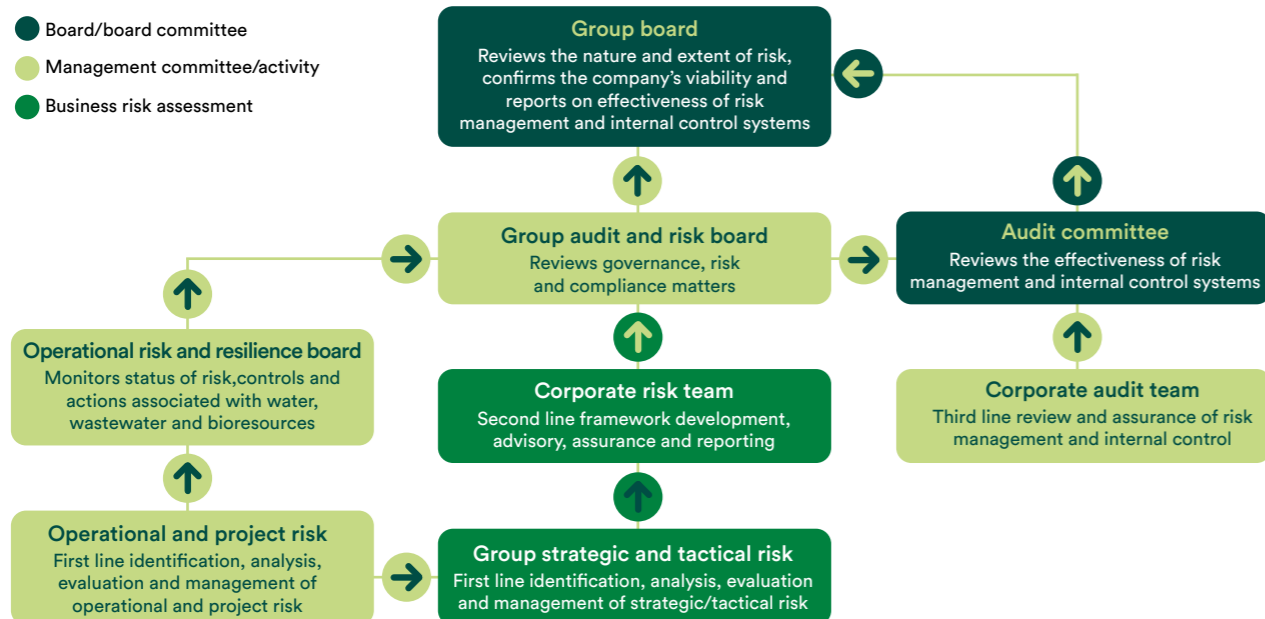 Board/board committee
Management committee/activity
Business risk assessment
Group board
Reviews the nature and extent of risk,
confirms the company’s viability and
reports on effectiveness of risk
management and internal control systems
Group audit and risk board
Reviews governance, risk
and compliance matters
Audit committee
Reviews the effectiveness of risk
management and internal control systems
Operational risk and resilience board
Monitors status of risk,controls and
actions associated with water,
wastewater and bioresources
Corporate risk team
Second line framework development,
advisory, assurance and reporting
Corporate audit team
Third line review and assurance of risk
management and internal control
Operational and project risk
First line identification, analysis,
evaluation and management of
operational and project risk
Group strategic and tactical risk
First line identification, analysis, evaluation
and management of strategic/tactical risk